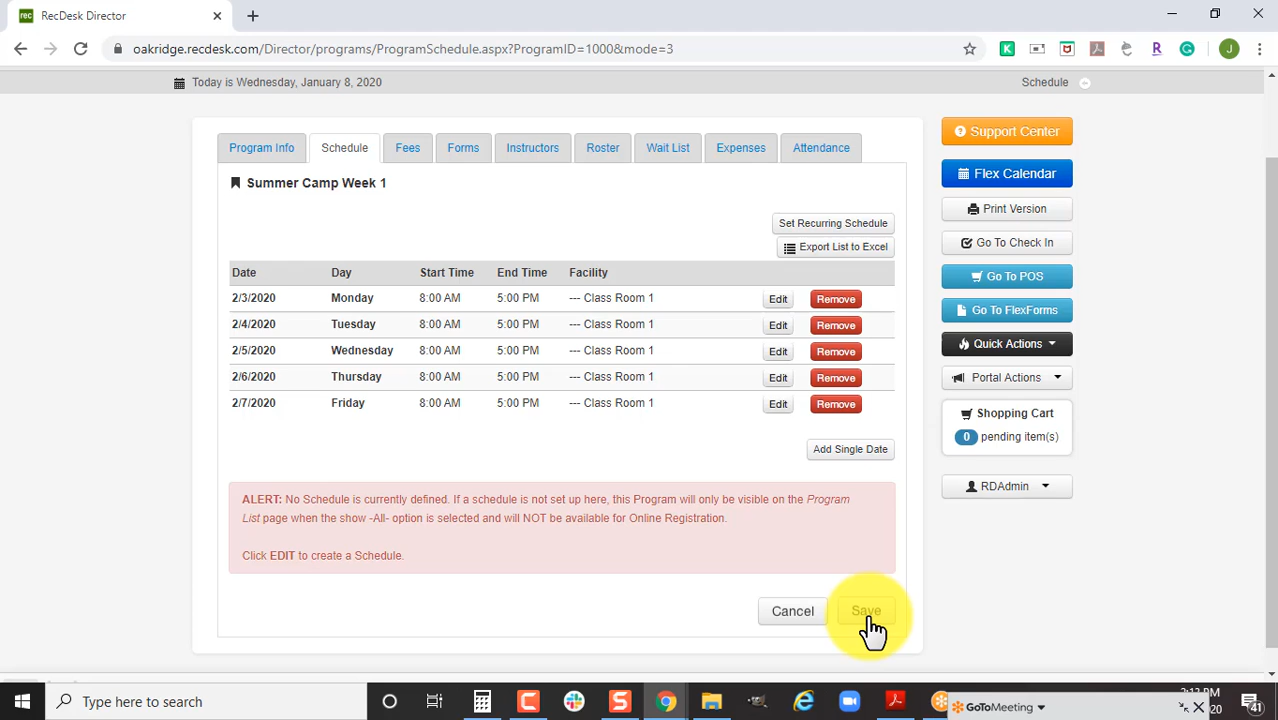 rec RecDesk Director
oakridge.recdesk.com/Director/programs/ProgramSchedule.aspx?ProgramID=1000&mode=3
K
R
J
Today is Wednesday, January 8, 2020
Schedule
Program Info Schedule Fees Forms Instructors Roster Wait List Expenses Attendance
Support Center
Flex Calendar
Print Version
Go To Check In
Go To POS
Go To FlexForms
Quick Actions
Portal Actions
Shopping Cart
0 pending item(s)
RDAdmin
Summer Camp Week 1
Set Recurring Schedule
Export List to Excel
Date Day Start Time End Time Facility
2/3/2020 Monday 8:00 AM 5:00 PM --- Class Room 1 Edit Remove
2/4/2020 Tuesday 8:00 AM 5:00 PM --- Class Room 1 Edit Remove
2/5/2020 Wednesday 8:00 AM 5:00 PM --- Class Room 1 Edit Remove
2/6/2020 Thursday 8:00 AM 5:00 PM --- Class Room 1 Edit Remove
2/7/2020 Friday 8:00 AM 5:00 PM --- Class Room 1 Edit Remove
Add Single Date
ALERT: No Schedule is currently defined. If a schedule is not set up here, this Program will only be visible on the Program
List page when the show -All- option is selected and will NOT be available for Online Registration.
Click EDIT to create a Schedule.
Cancel Save
Type here to search
GoToMeeting
41